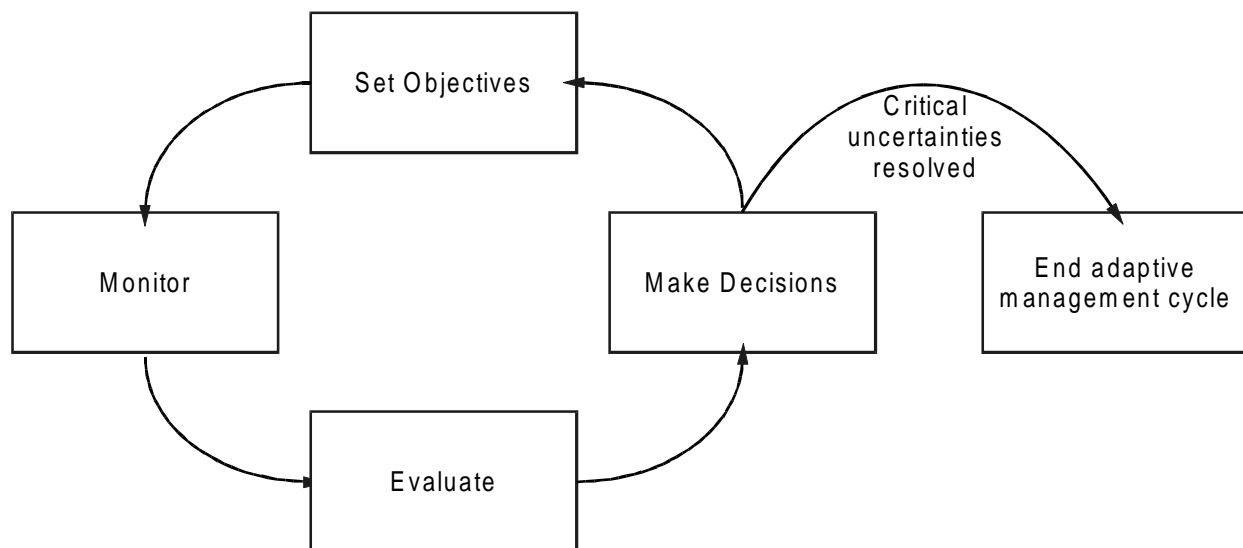 Set Objectives
Critical
uncertainties
resolved
Monitor
Make Decisions
End adaptive
management cycle
Evaluate